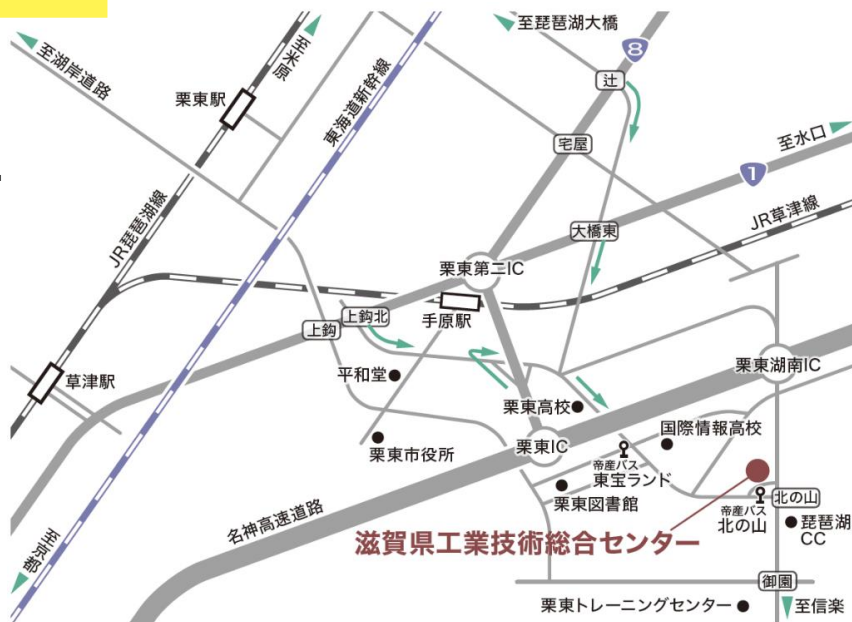 至琵琶湖大橋
8
至湖岸道路
至米原
辻
栗東駅
東海道新幹線
宅屋
至水口
1
JR琵琶湖線
JR草津線
大橋東
栗東第二IC
手原駅
上鈎北
上鈎
栗東湖南IC
草津駅
平和堂
栗東高校
国際情報高校
栗東市役所
栗東IC
帝産バス
東宝ランド
栗東図書館
北の山
帝産バス
北の山
名神高速道路
琵琶湖
CC
滋賀県工業技術総合センター
至京都
御園
栗東トレーニングセンター
至信楽